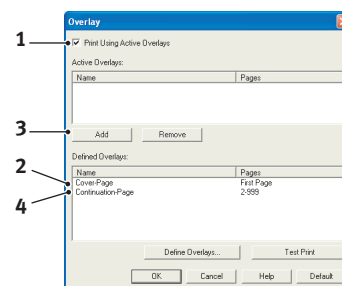 Overlay
1
Print Using Active Overlays
Active Overlays:
Name Pages
3
Add Remove
Defined Overlays:
Name Pages
2
Cover-Page First Page
4
Continuation-Page 2-999
Define Overlays... Test Print
OK Cancel Help Default